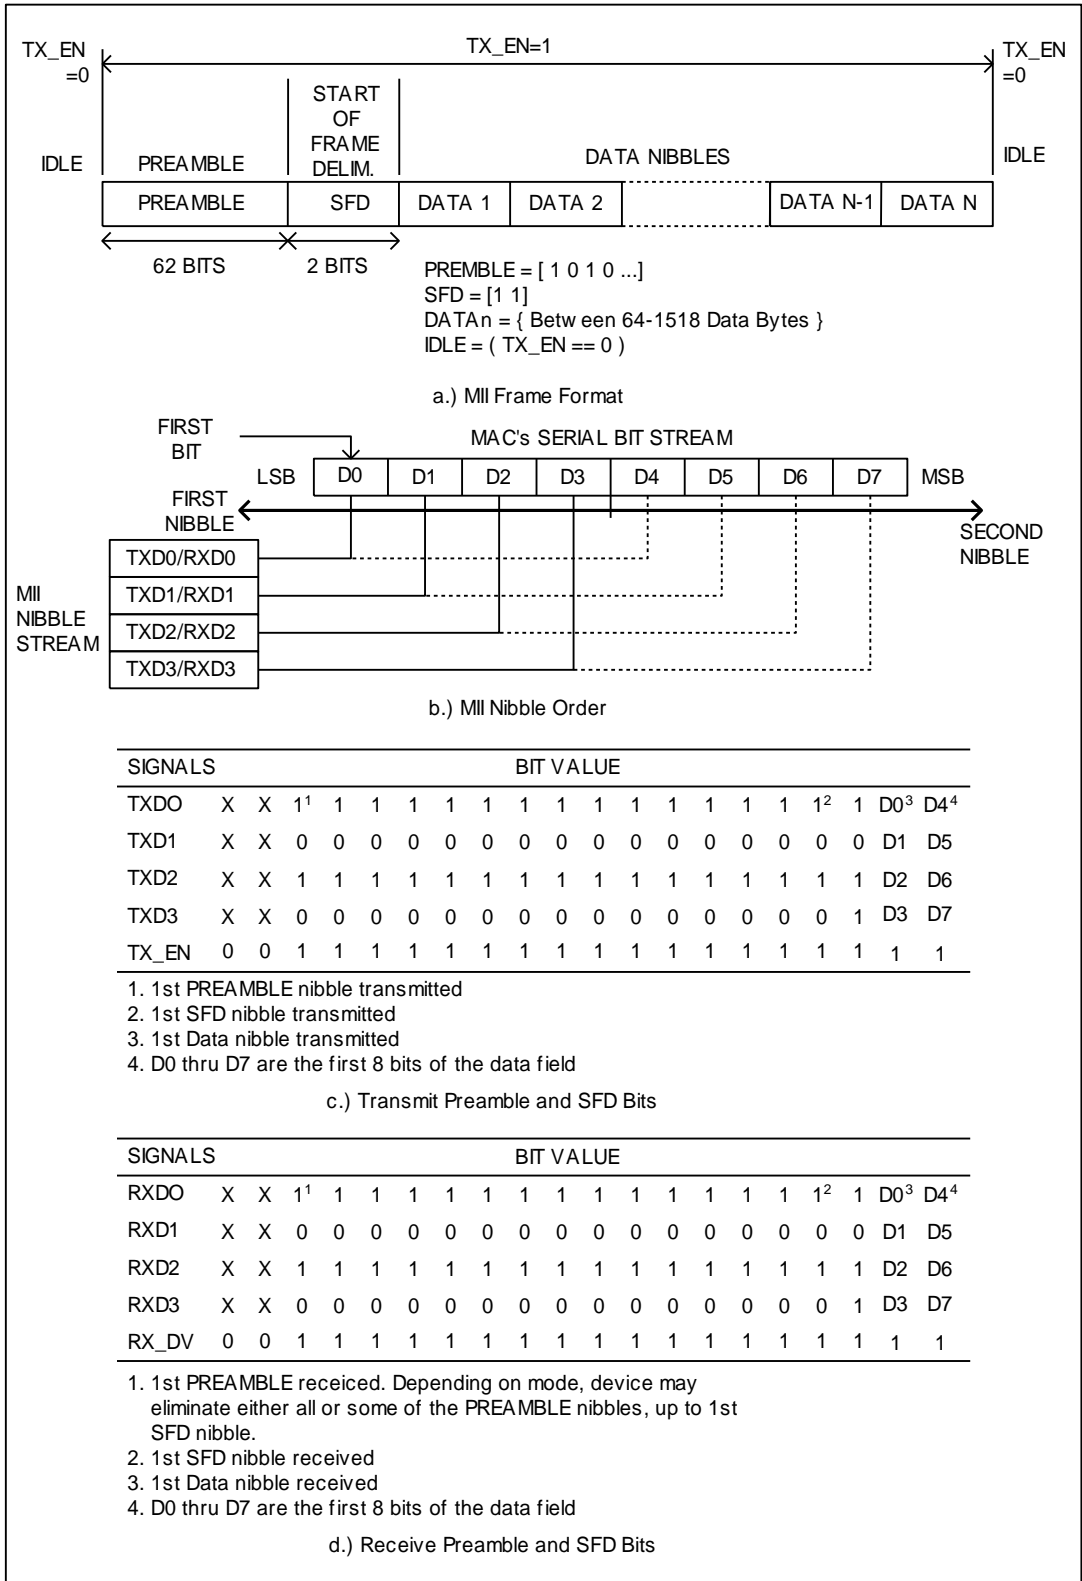 TX_EN=1
TX_EN
=0
TX_EN
=0
START
OF
FRAME
DELIM.
IDLE
PREAMBLE
DATA NIBBLES
IDLE
PREAMBLE SFD DATA 1 DATA 2 DATA N-1 DATA N
62 BITS 2 BITS
PREMBLE = [ 1 0 1 0 ...]
SFD = [1 1]
DATAn = { Between 64-1518 Data Bytes }
IDLE = ( TX_EN == 0 )
a.) MII Frame Format
FIRST
BIT
MAC's SERIAL BIT STREAM
LSB D0 D1 D2 D3 D4 D5 D6 D7 MSB
FIRST
NIBBLE
SECOND
NIBBLE
MII
NIBBLE
STREAM
TXD0/RXD0
TXD1/RXD1
TXD2/RXD2
TXD3/RXD3
b.) MII Nibble Order
SIGNALS BIT VALUE
TXDO X X 1¹ 1 1 1 1 1 1 1 1 1 1 1 1 1 1² 1 D0³ D4⁴
TXD1 X X 0 0 0 0 0 0 0 0 0 0 0 0 0 0 0 0 D1 D5
TXD2 X X 1 1 1 1 1 1 1 1 1 1 1 1 1 1 1 1 D2 D6
TXD3 X X 0 0 0 0 0 0 0 0 0 0 0 0 0 0 0 1 D3 D7
TX_EN 0 0 1 1 1 1 1 1 1 1 1 1 1 1 1 1 1 1 1 1
1. 1st PREAMBLE nibble transmitted
2. 1st SFD nibble transmitted
3. 1st Data nibble transmitted
4. D0 thru D7 are the first 8 bits of the data field
c.) Transmit Preamble and SFD Bits
SIGNALS BIT VALUE
RXDO X X 1¹ 1 1 1 1 1 1 1 1 1 1 1 1 1 1² 1 D0³ D4⁴
RXD1 X X 0 0 0 0 0 0 0 0 0 0 0 0 0 0 0 0 D1 D5
RXD2 X X 1 1 1 1 1 1 1 1 1 1 1 1 1 1 1 1 D2 D6
RXD3 X X 0 0 0 0 0 0 0 0 0 0 0 0 0 0 0 1 D3 D7
RX_DV 0 0 1 1 1 1 1 1 1 1 1 1 1 1 1 1 1 1 1 1
1. 1st PREAMBLE receiced. Depending on mode, device may
eliminate either all or some of the PREAMBLE nibbles, up to 1st
SFD nibble.
2. 1st SFD nibble received
3. 1st Data nibble received
4. D0 thru D7 are the first 8 bits of the data field
d.) Receive Preamble and SFD Bits